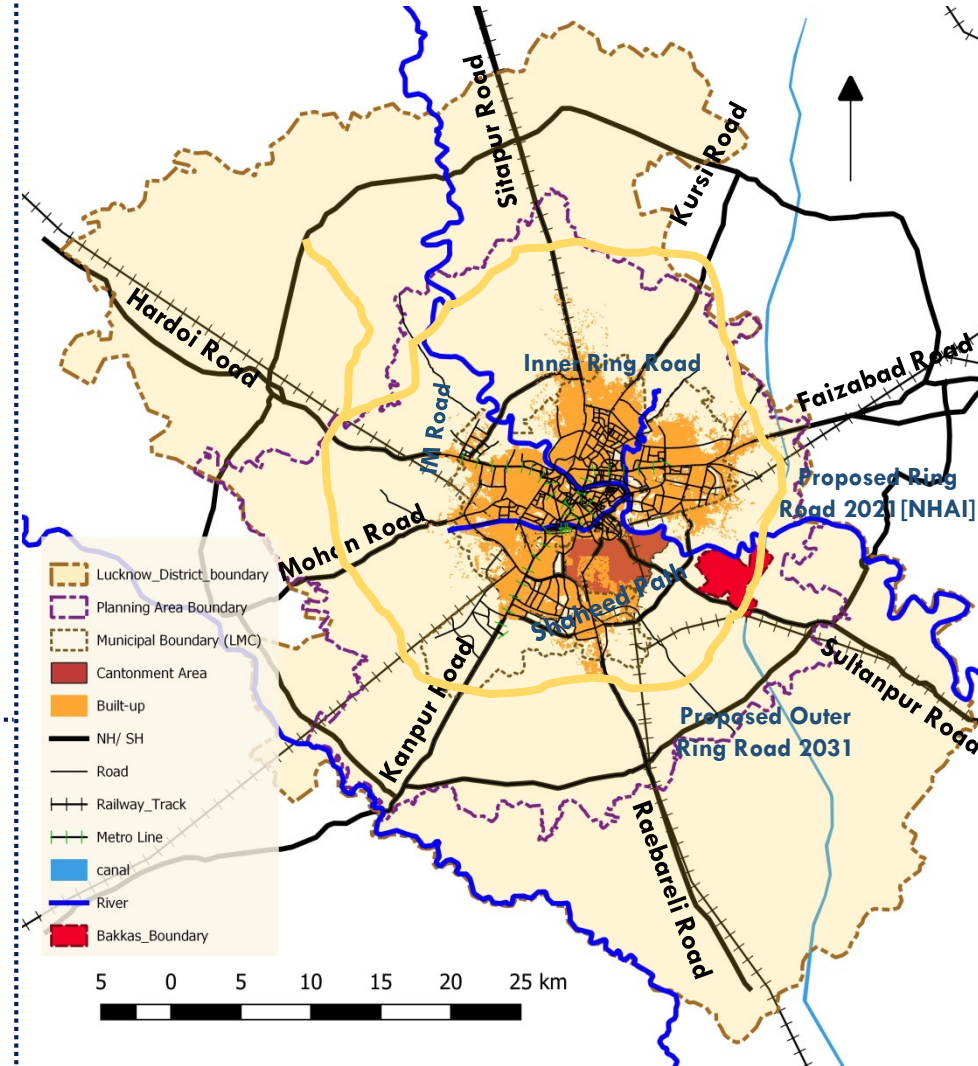 Sitapur Road
Kursi Road
Hardoi Road
Inner Ring Road
Faizabad Road
IM Road
Proposed Ring
Road 2021[NHAI]
Mohan Road
Shaheed Path
Sultanpur Road
Kanpur Road
Proposed Outer
Ring Road 2031
Raebareli Road
Lucknow_District_boundary
Planning Area Boundary
Municipal Boundary (LMC)
Cantonment Area
Built-up
NH/ SH
Road
Railway_Track
Metro Line
canal
River
Bakkas_Boundary
5 0 5 10 15 20 25 km